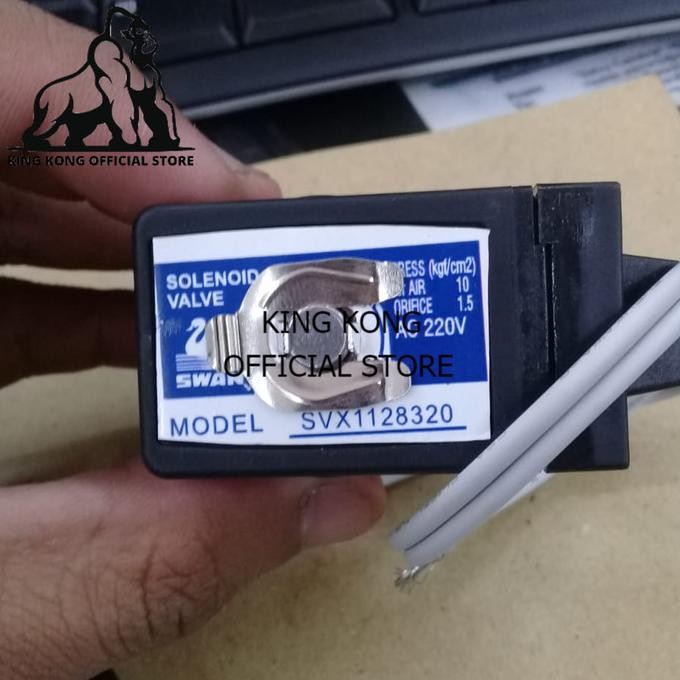 KING KONG OFFICIAL STORE
SOLENOID
VALVE
SWAN
PRESS (kgf/cm2)
AIR 10
ORIFICE 1.5
AC 220V
KING KONG
OFFICIAL STORE
MODEL SVX1128320